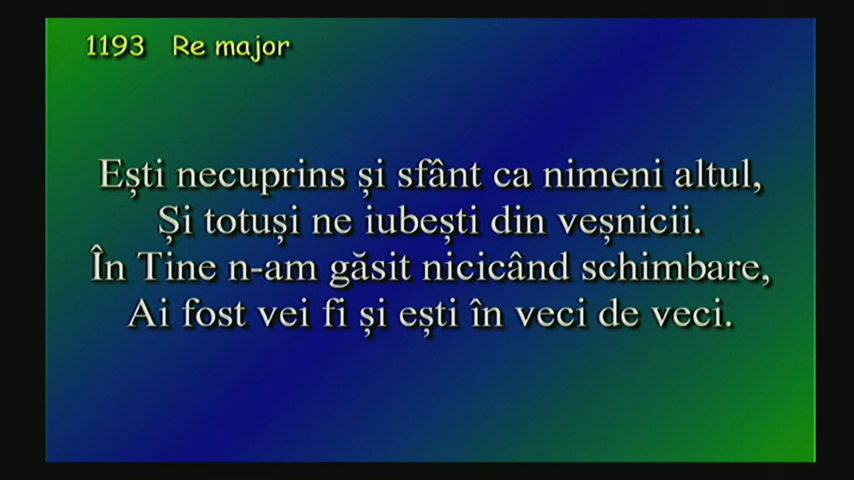 1193 Re major
Ești necuprins și sfânt ca nimeni altul,
Și totuși ne iubești din veșnicii.
În Tine n-am găsit nicicând schimbare,
Ai fost vei fi și ești în veci de veci.